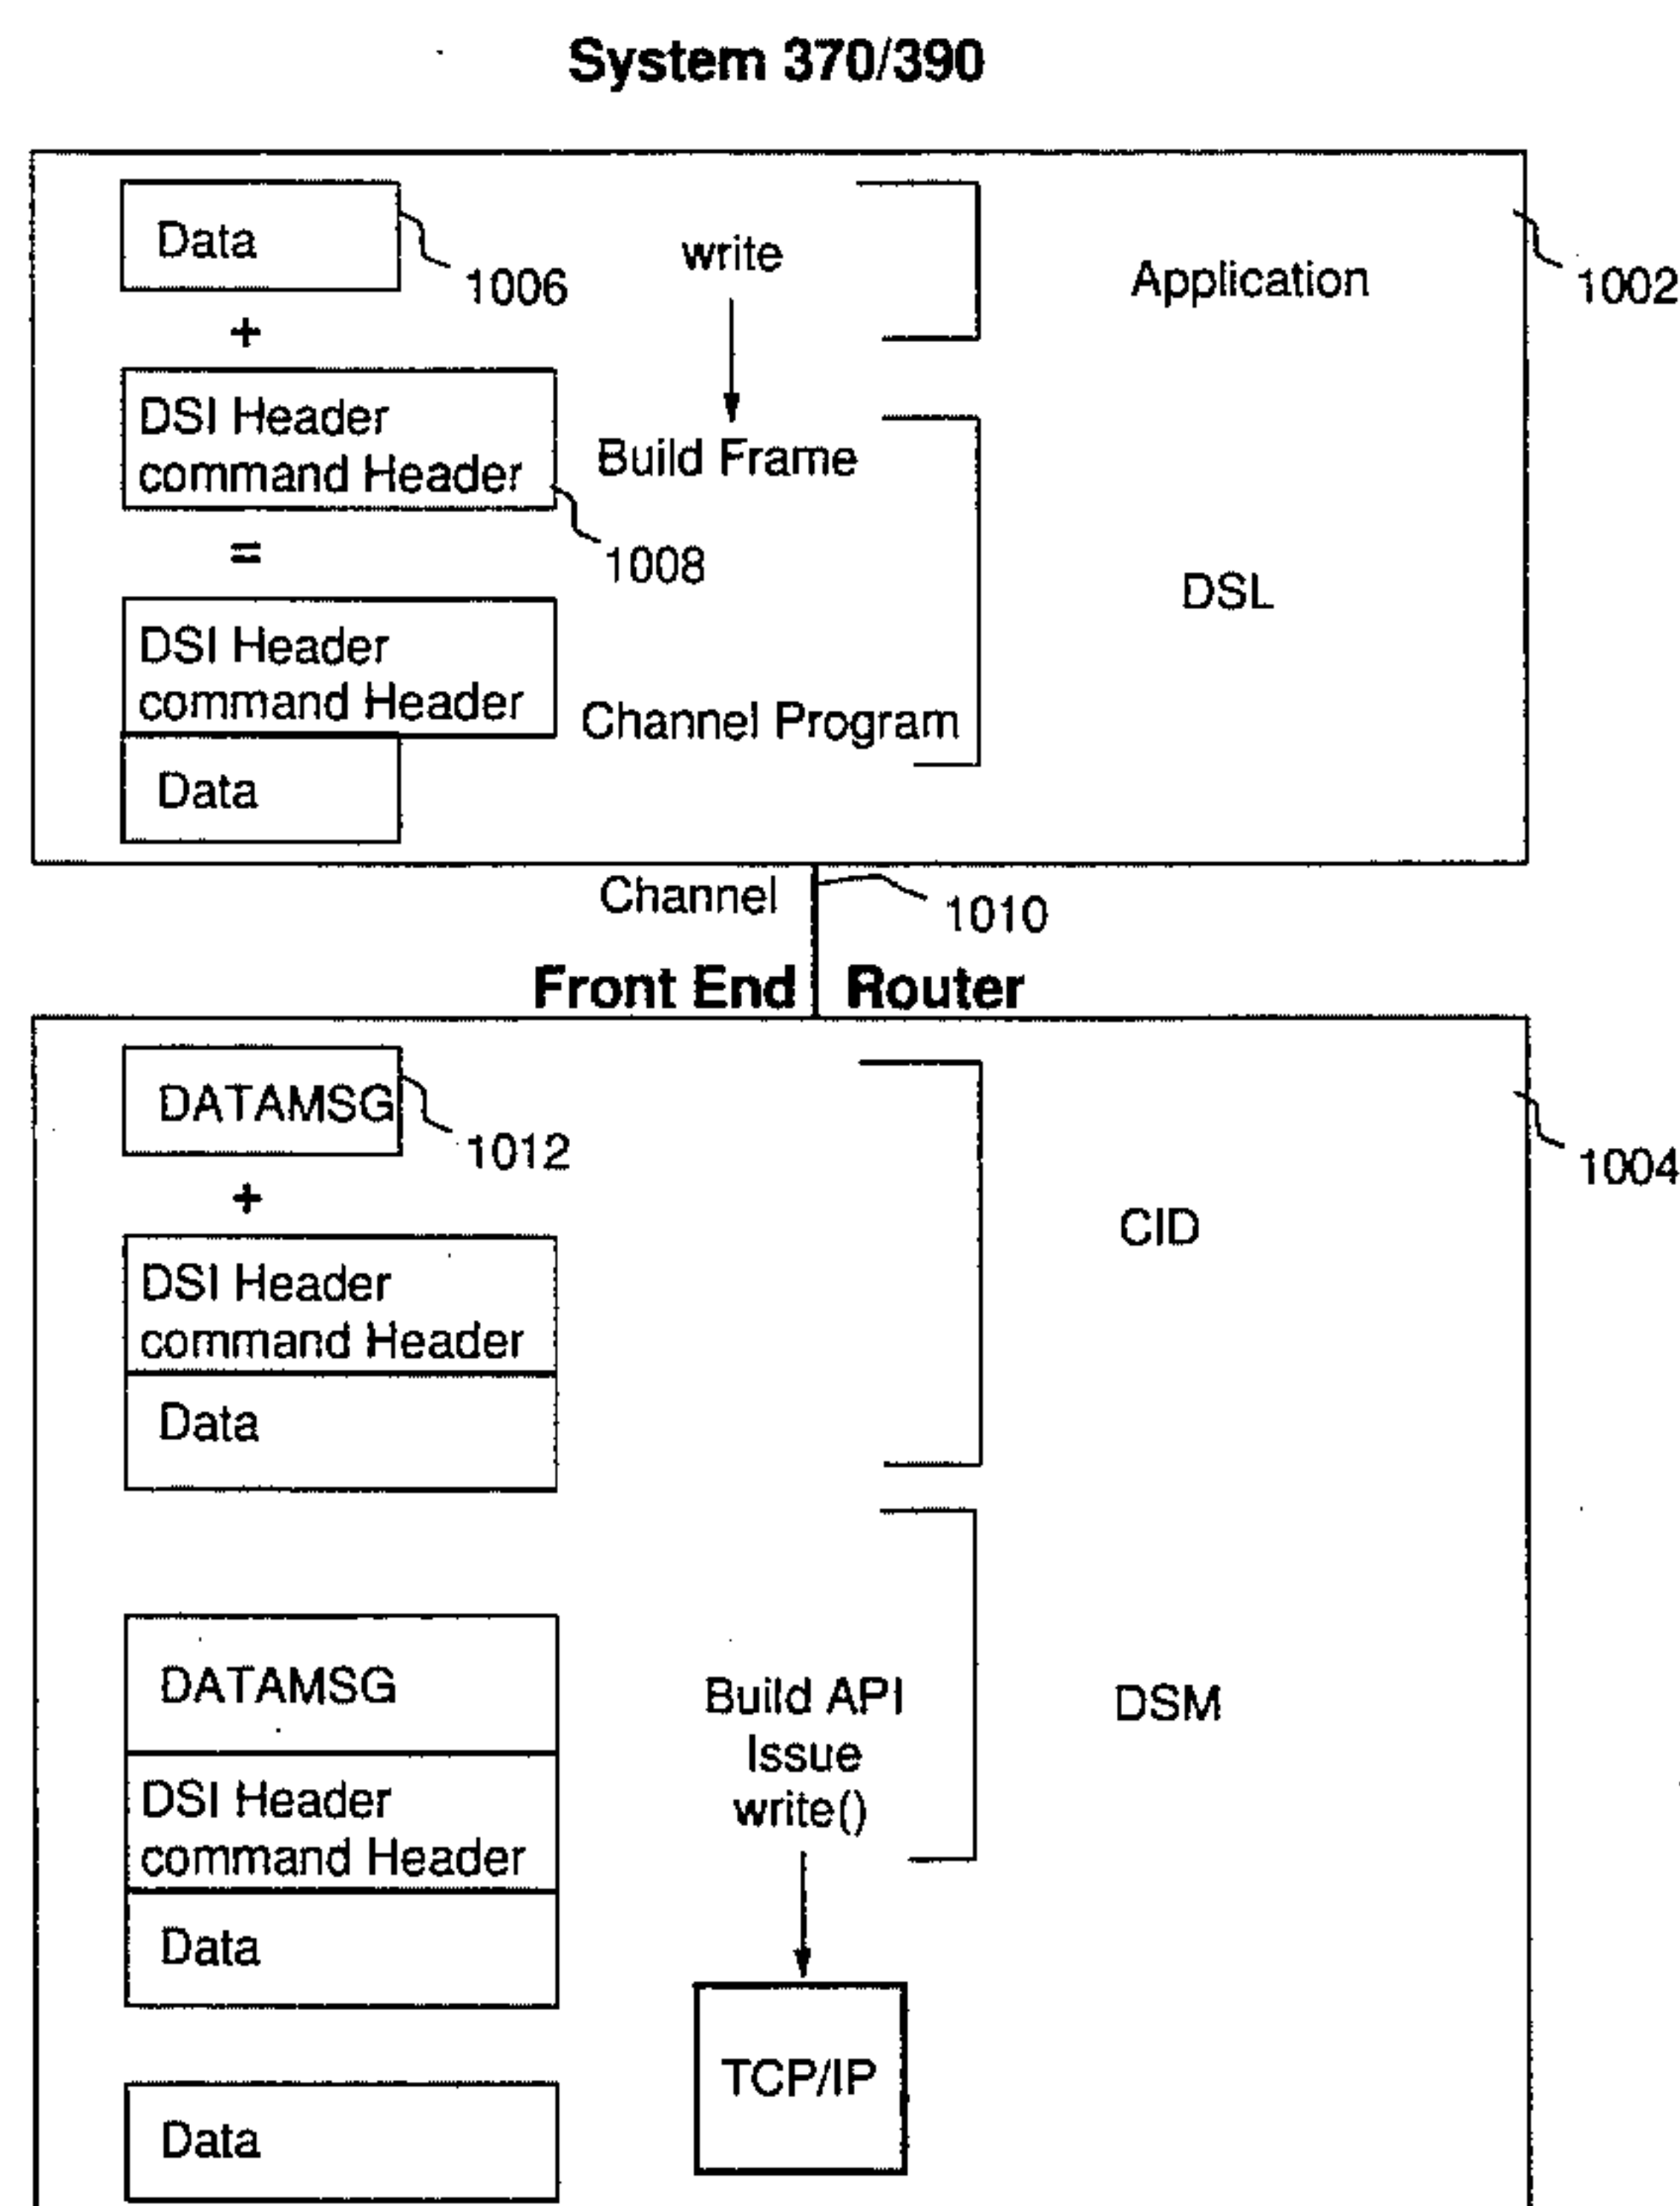 System 370/390
Data
1006
write
Application
1002
+
DSI Header
command Header
1008
Build Frame
=
DSL
DSI Header
command Header
Channel Program
Data
Channel
1010
Front End Router
DATAMSG
1012
1004
+
CID
DSI Header
command Header
Data
DATAMSG
Build API
Issue
write()
DSM
DSI Header
command Header
Data
TCP/IP
Data